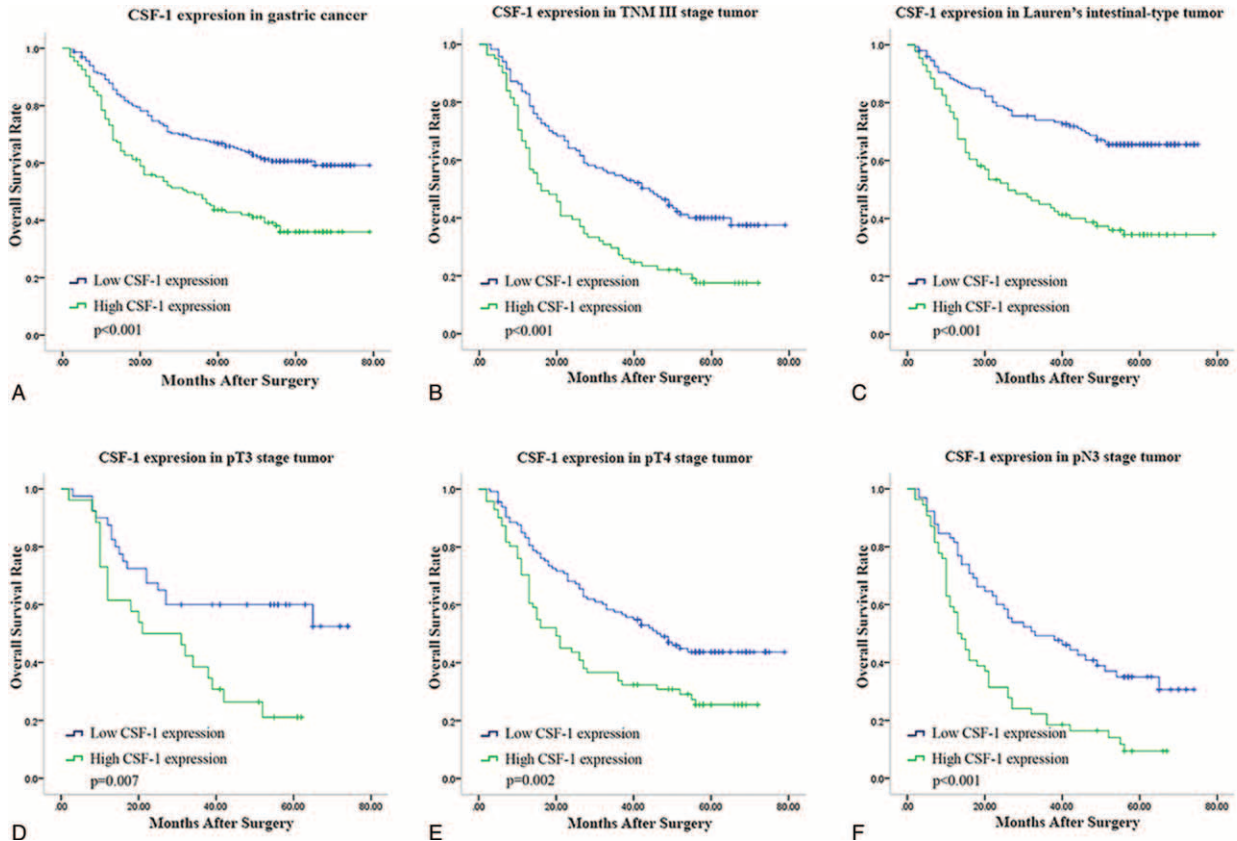 CSF-1 expresion in gastric cancer
Overall Survival Rate
1.0
0.8
0.6
0.4
0.2
0.0
Low CSF-1 expression
High CSF-1 expression
p<0.001
.00 20.00 40.00 60.00 80.00
Months After Surgery
A
CSF-1 expresion in TNM III stage tumor
Overall Survival Rate
1.0
0.8
0.6
0.4
0.2
0.0
Low CSF-1 expression
High CSF-1 expression
p<0.001
.00 20.00 40.00 60.00 80.00
Months After Surgery
B
CSF-1 expresion in Lauren's intestinal-type tumor
Overall Survival Rate
1.0
0.8
0.6
0.4
0.2
0.0
Low CSF-1 expression
High CSF-1 expression
p<0.001
.00 20.00 40.00 60.00 80.00
Months After Surgery
C
CSF-1 expresion in pT3 stage tumor
Overall Survival Rate
1.0
0.8
0.6
0.4
0.2
0.0
Low CSF-1 expression
High CSF-1 expression
p=0.007
.00 20.00 40.00 60.00 80.00
Months After Surgery
D
CSF-1 expresion in pT4 stage tumor
Overall Survival Rate
1.0
0.8
0.6
0.4
0.2
0.0
Low CSF-1 expression
High CSF-1 expression
p=0.002
.00 20.00 40.00 60.00 80.00
Months After Surgery
E
CSF-1 expresion in pN3 stage tumor
Overall Survival Rate
1.0
0.8
0.6
0.4
0.2
0.0
Low CSF-1 expression
High CSF-1 expression
p<0.001
.00 20.00 40.00 60.00 80.00
Months After Surgery
F